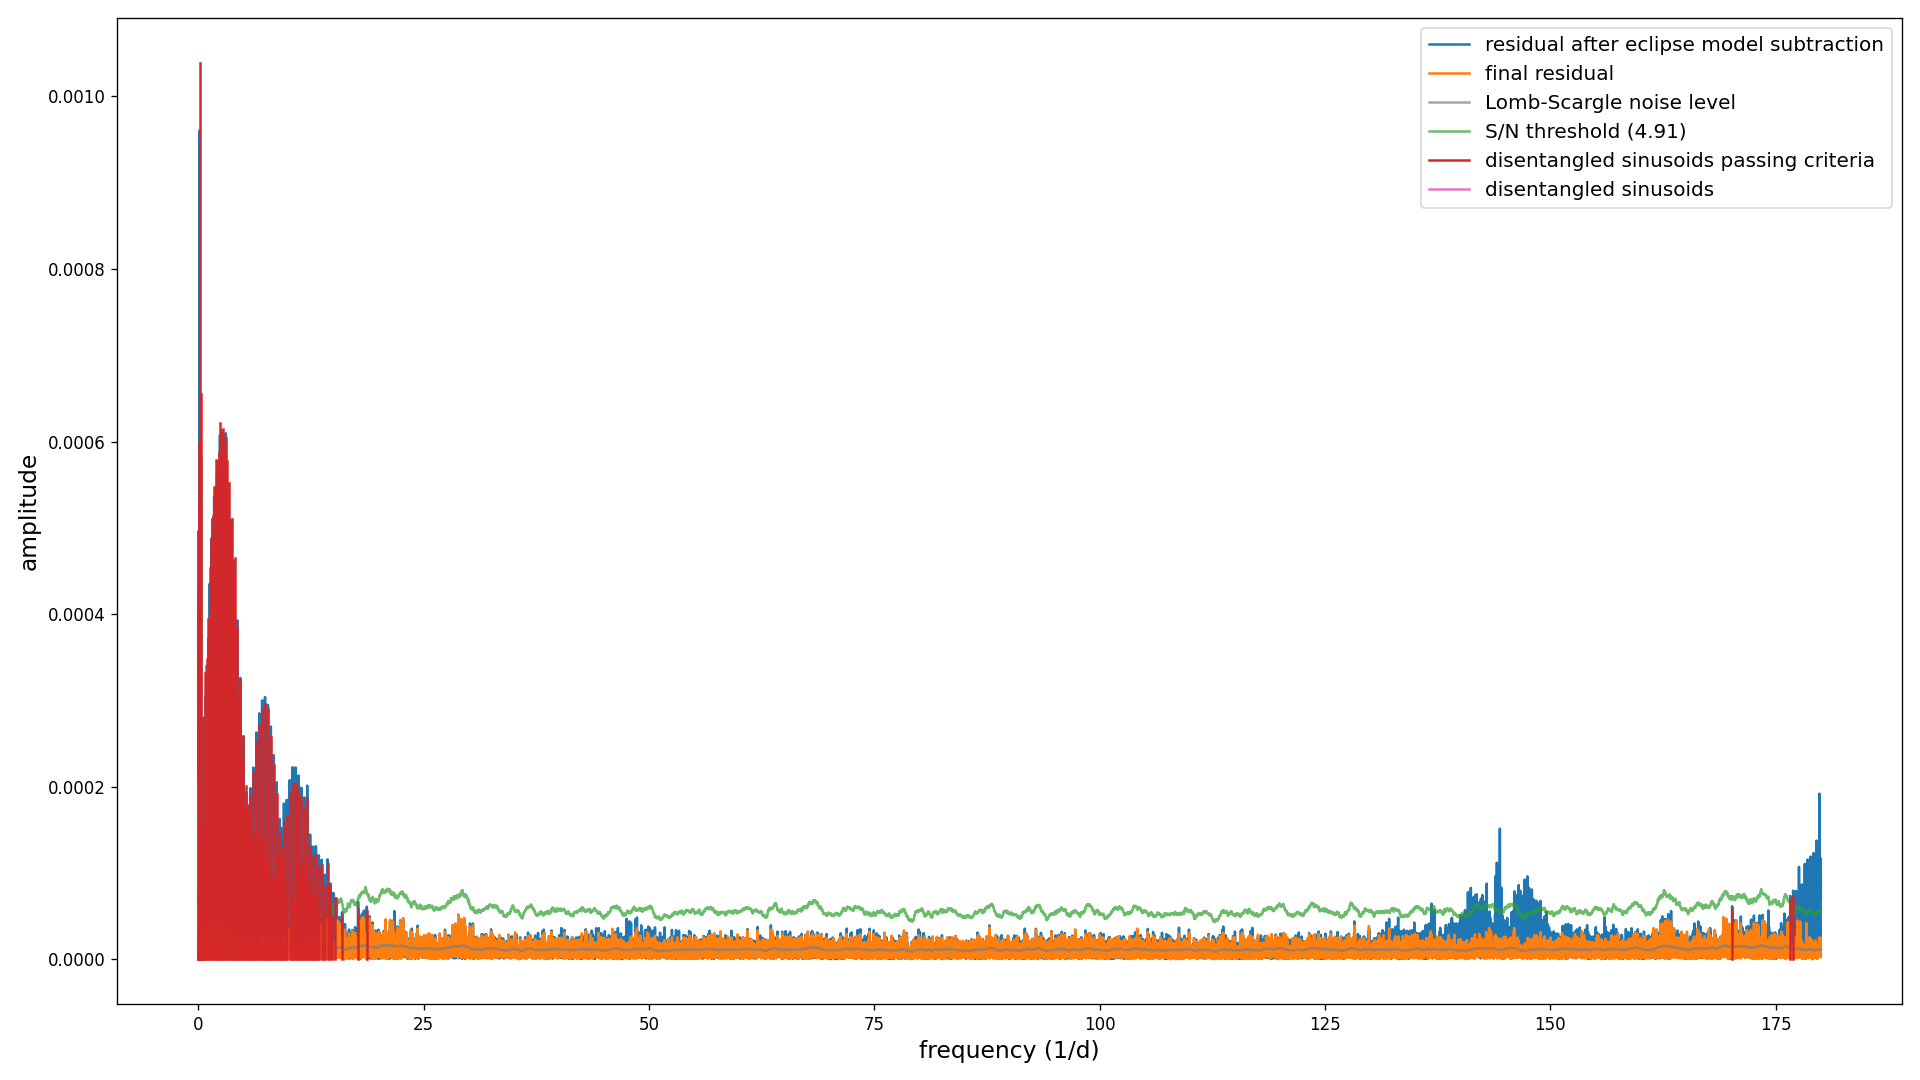 residual after eclipse model subtraction
final residual
Lomb-Scargle noise level
S/N threshold (4.91)
disentangled sinusoids passing criteria
disentangled sinusoids
0.0010
0.0008
0.0006
0.0004
0.0002
0.0000
amplitude
0 25 50 75 100 125 150 175
frequency (1/d)